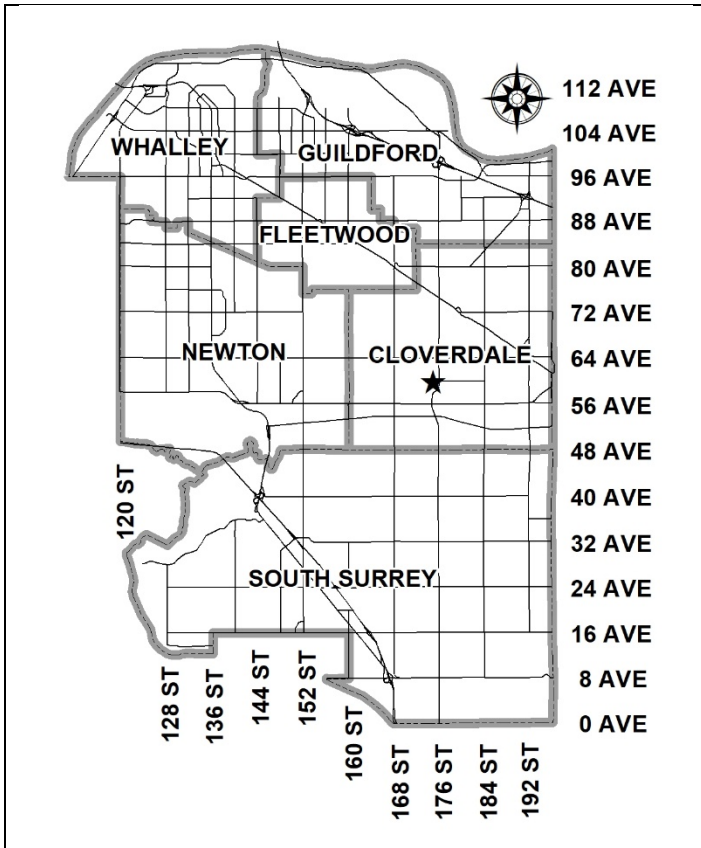 112 AVE
104 AVE
WHALLEY
GUILDFORD
96 AVE
88 AVE
FLEETWOOD
80 AVE
72 AVE
NEWTON
CLOVERDALE
64 AVE
56 AVE
48 AVE
120 ST
40 AVE
32 AVE
SOUTH SURREY
24 AVE
16 AVE
128 ST
136 ST
144 ST
152 ST
160 ST
8 AVE
0 AVE
168 ST
176 ST
184 ST
192 ST